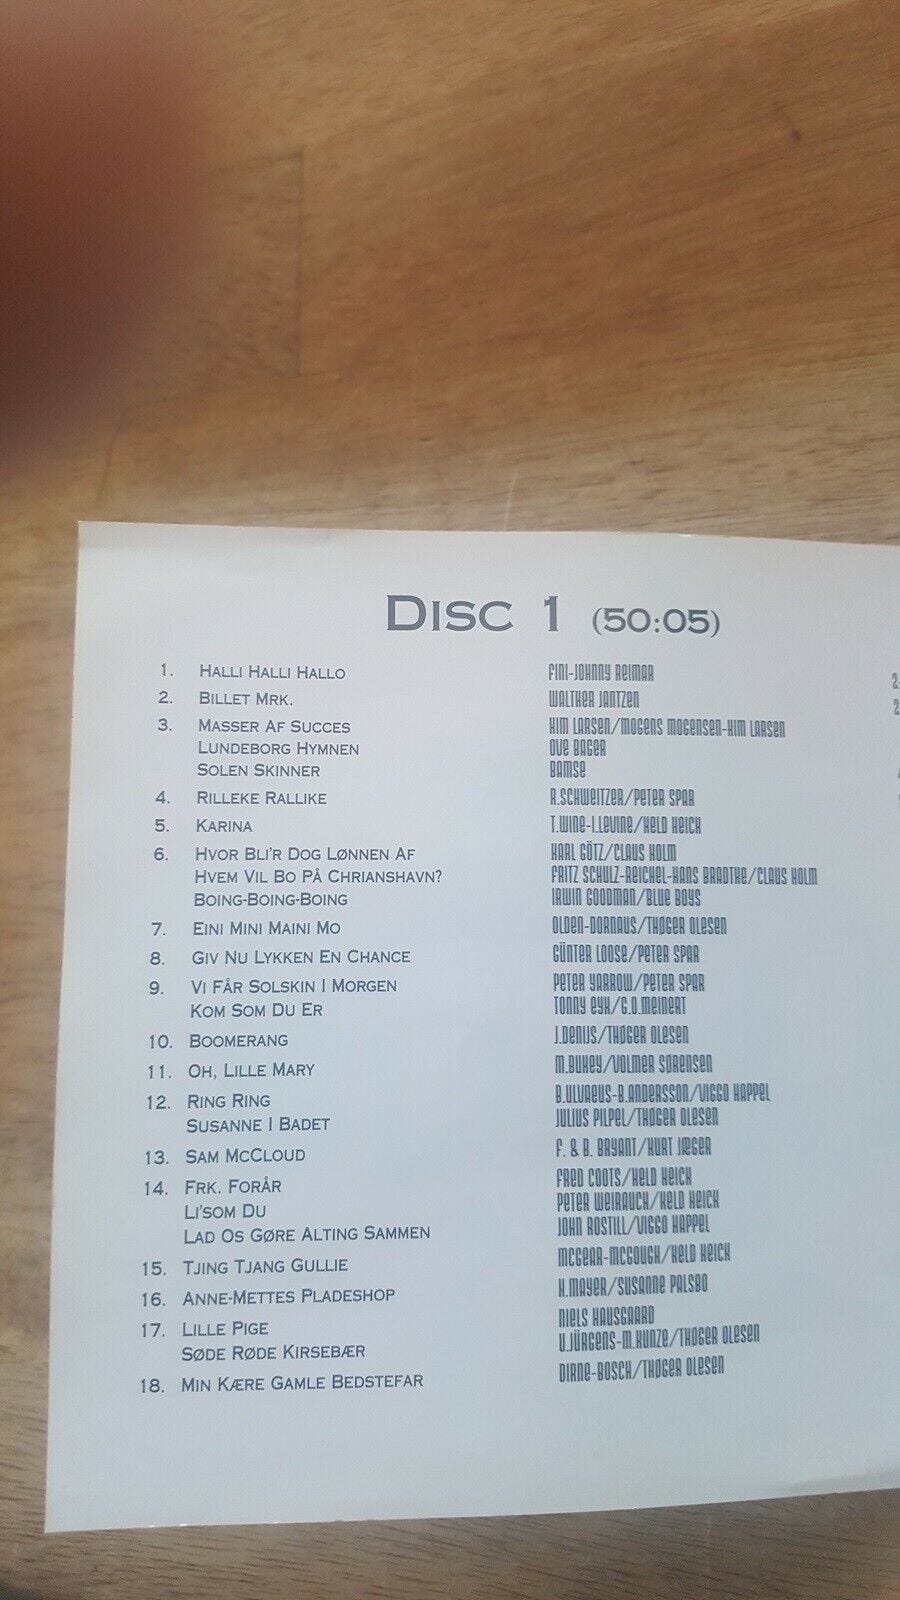 DISC 1 (50:05)
1. HALLI HALLI HALLO FINI-JOHNNY REIMAR
2. BILLET MRK. WALTHER JANTZEN
3. MASSER AF SUCCES KIM LARSEN/MOGENS MOGENSEN-KIM LARSEN
LUNDEBORG HYMNEN OVE BAGER
SOLEN SKINNER BAMSE
4. RILLEKE RALLIKE R.SCHWEITZER/PETER SPAR
5. KARINA T.WINE-I.LEVINE/KELD HEICK
6. HVOR BLI'R DOG LØNNEN AF KARL GÖTZ/CLAUS HOLM
HVEM VIL BO PÅ CHRIANSHAVN? FRITZ SCHULZ-REICHEL-HANS BRADTKE/CLAUS HOLM
BOING-BOING-BOING IRWIN GOODMAN/BLUE BOYS
7. EINI MINI MAINI MO OLDEN-DORNAUS/THØGER OLESEN
8. GIV NU LYKKEN EN CHANCE GÜNTER LOOSE/PETER SPAR
9. VI FÅR SOLSKIN I MORGEN PETER YARROW/PETER SPAR
KOM SOM DU ER TONNY EYK/G.O.MEINERT
10. BOOMERANG J.DENIJS/THØGER OLESEN
11. OH, LILLE MARY M.BUKEY/VOLMER SØRENSEN
12. RING RING B.ULVAEUS-B.ANDERSSON/VIGGO HAPPEL
SUSANNE I BADET JULIUS PILPEL/THØGER OLESEN
13. SAM MCCLOUD F. & B. BRYANT/KURT JÆGER
14. FRK. FORÅR FRED COOTS/KELD HEICK
LI'SOM DU PETER WEIRAUCH/KELD HEICK
LAD OS GØRE ALTING SAMMEN JOHN ROSTILL/VIGGO HAPPEL
15. TJING TJANG GULLIE MCGEAR-MCGOUGH/KELD HEICK
16. ANNE-METTES PLADESHOP H.MAYER/SUSANNE PALSBO
17. LILLE PIGE NIELS HAUSGAARD
SØDE RØDE KIRSEBÆR U.JÜRGENS-M.KUNZE/THØGER OLESEN
18. MIN KÆRE GAMLE BEDSTEFAR DIRNE-BOSCH/THØGER OLESEN